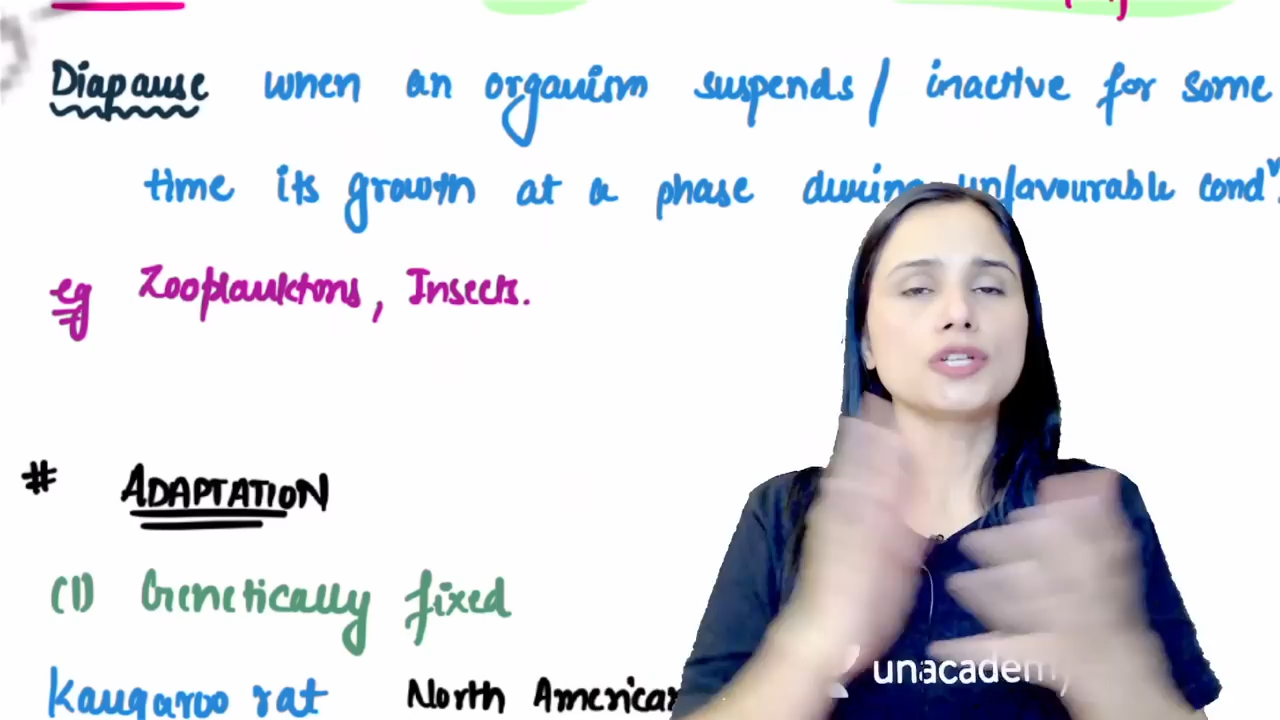 Diapause when an organism suspends / inactive for some
time its growth at a phase during unfavourable condⁿ.
eg Zooplanktons, Insects.
# ADAPTATION
(1) Genetically fixed
Kangaroo rat North American
unacademy